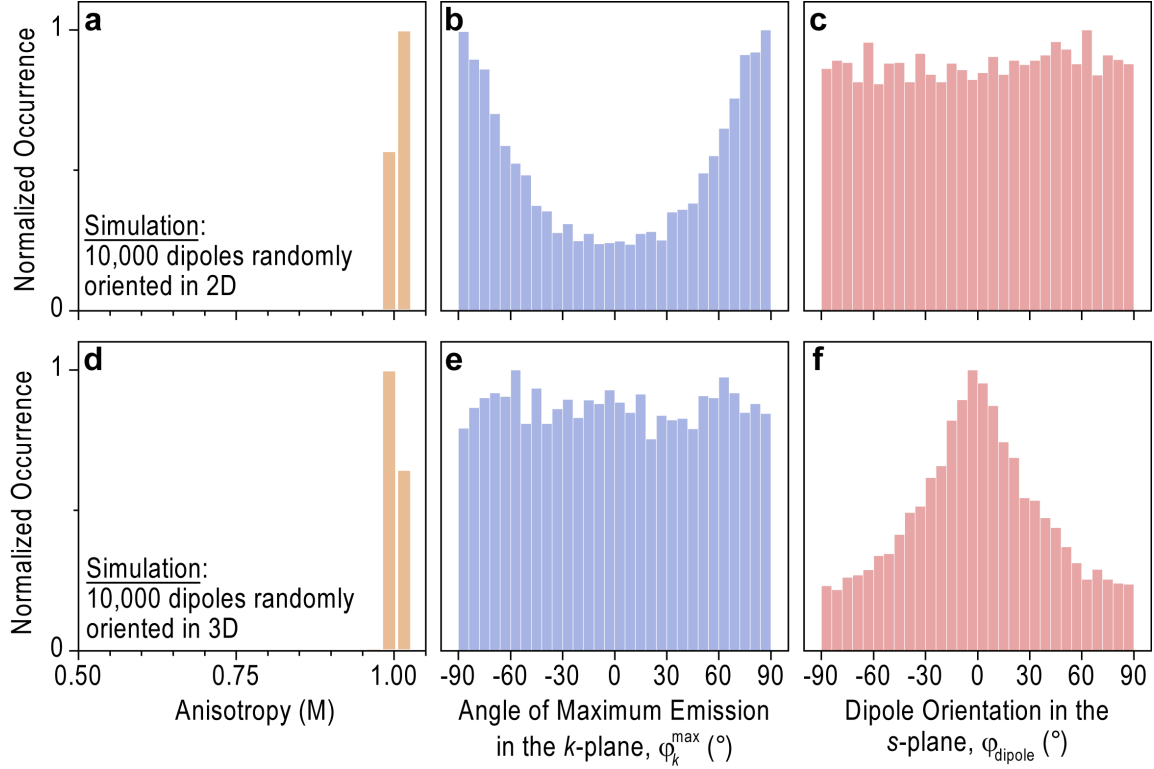 a
b
c
Normalized Occurrence
1
0
Simulation:
10,000 dipoles randomly
oriented in 2D
d
e
f
Normalized Occurrence
1
0
Simulation:
10,000 dipoles randomly
oriented in 3D
0.50 0.75 1.00
-90 -60 -30 0 30 60 90
-90 -60 -30 0 30 60 90
Anisotropy (M)
Angle of Maximum Emission
in the k-plane, φₖᵐᵃˣ (°)
Dipole Orientation in the
s-plane, φdipole (°)